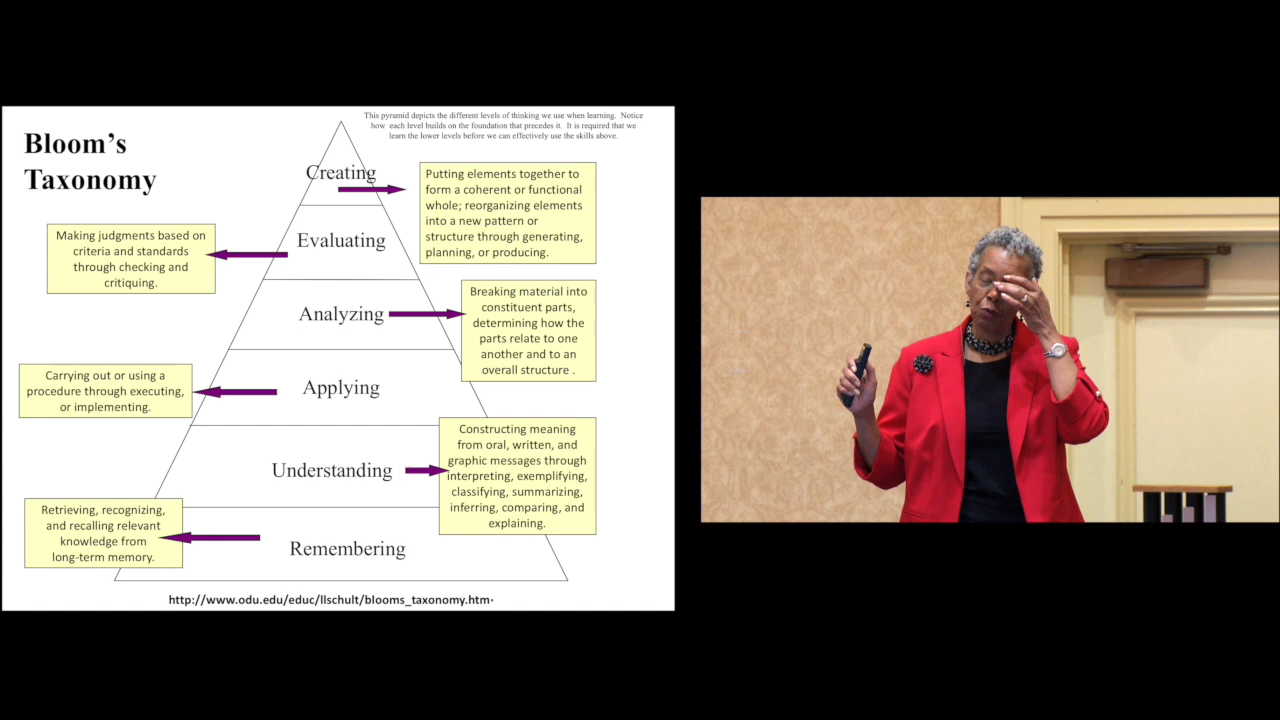 Bloom's
Taxonomy
This pyramid depicts the different levels of thinking we use when learning. Notice
how each level builds on the foundation that precedes it. It is required that we
learn the lower levels before we can effectively use the skills above.
Creating
Putting elements together to
form a coherent or functional
whole; reorganizing elements
into a new pattern or
structure through generating,
planning, or producing.
Evaluating
Making judgments based on
criteria and standards
through checking and
critiquing.
Analyzing
Breaking material into
constituent parts,
determining how the
parts relate to one
another and to an
overall structure .
Applying
Carrying out or using a
procedure through executing,
or implementing.
Understanding
Constructing meaning
from oral, written, and
graphic messages through
interpreting, exemplifying,
classifying, summarizing,
inferring, comparing, and
explaining.
Remembering
Retrieving, recognizing,
and recalling relevant
knowledge from
long-term memory.
http://www.odu.edu/educ/llschult/blooms_taxonomy.htm·